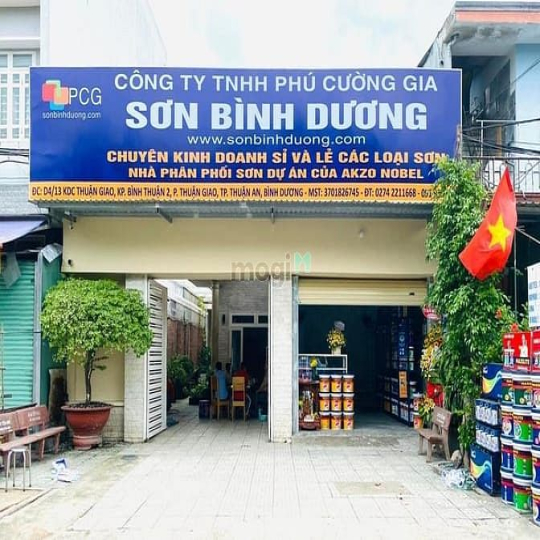 PCG
sonbinhduong.com
CÔNG TY TNHH PHÚ CƯỜNG GIA
SƠN BÌNH DƯƠNG
www.sonbinhduong.com
CHUYÊN KINH DOANH SỈ VÀ LẺ CÁC LOẠI SƠN
NHÀ PHÂN PHỐI SƠN DỰ ÁN CỦA AKZO NOBEL
ĐC: D4/13 KDC THUẬN GIAO, KP. BÌNH THUẬN 2, P. THUẬN GIAO, TP. THUẬN AN, BÌNH DƯƠNG - MST: 3701826745 - ĐT: 0274 2211668
mogi